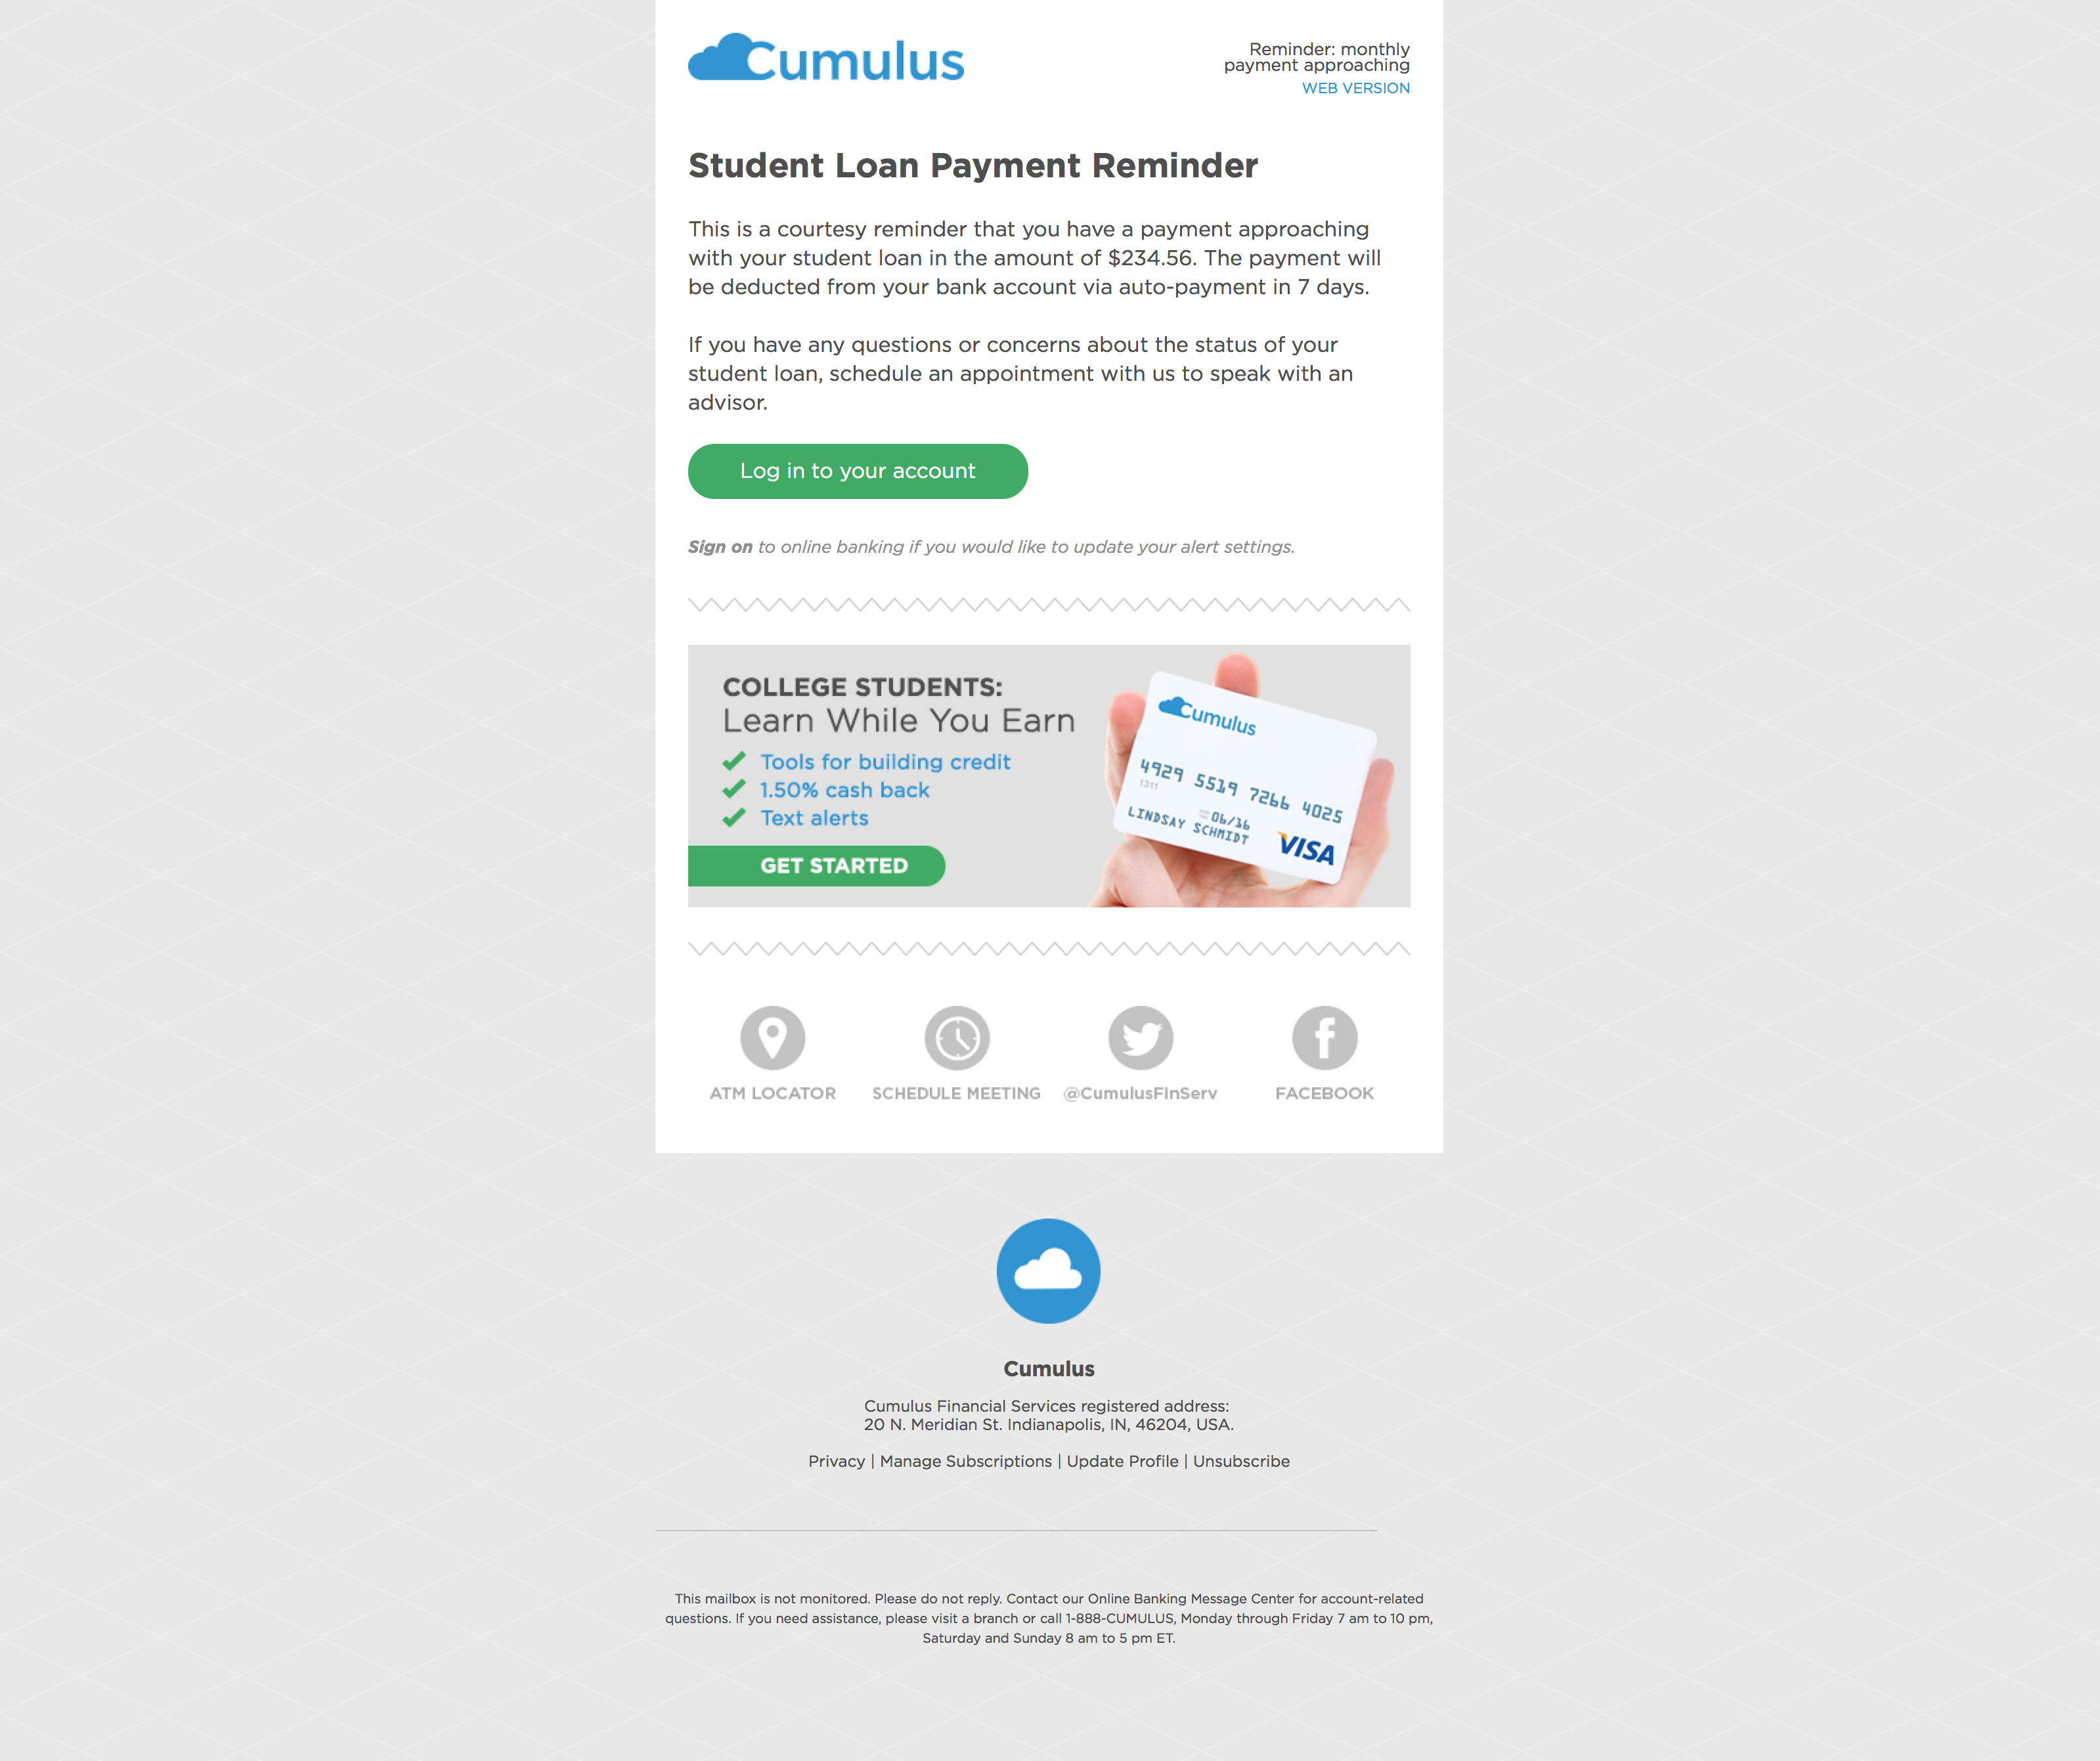 Cumulus
Reminder: monthly
payment approaching
WEB VERSION
Student Loan Payment Reminder
This is a courtesy reminder that you have a payment approaching
with your student loan in the amount of $234.56. The payment will
be deducted from your bank account via auto-payment in 7 days.
If you have any questions or concerns about the status of your
student loan, schedule an appointment with us to speak with an
advisor.
Log in to your account
Sign on to online banking if you would like to update your alert settings.
COLLEGE STUDENTS:
Learn While You Earn
Tools for building credit
1.50% cash back
Text alerts
GET STARTED
Cumulus
4929 5519 7266 4025
1311
06/16
LINDSAY SCHMIDT
VISA
ATM LOCATOR
SCHEDULE MEETING
@CumulusFinServ
FACEBOOK
Cumulus
Cumulus Financial Services registered address:
20 N. Meridian St. Indianapolis, IN, 46204, USA.
Privacy | Manage Subscriptions | Update Profile | Unsubscribe
This mailbox is not monitored. Please do not reply. Contact our Online Banking Message Center for account-related
questions. If you need assistance, please visit a branch or call 1-888-CUMULUS, Monday through Friday 7 am to 10 pm,
Saturday and Sunday 8 am to 5 pm ET.